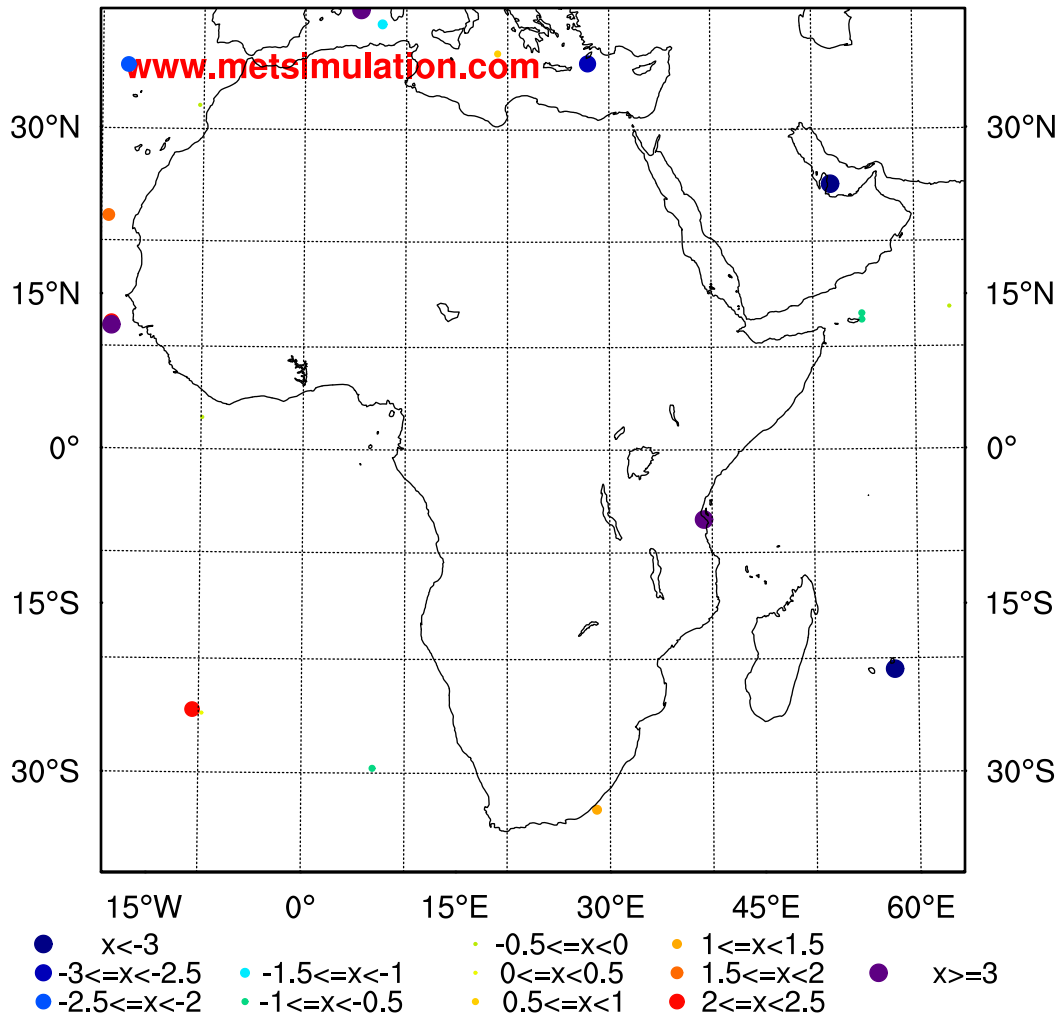 www.metsimulation.com
30°N 30°N
15°N 15°N
0° 0°
15°S 15°S
30°S 30°S
15°W 0° 15°E 30°E 45°E 60°E
x<-3 -0.5<=x<0 1<=x<1.5
-3<=x<-2.5 -1.5<=x<-1 0<=x<0.5 1.5<=x<2 x>=3
-2.5<=x<-2 -1<=x<-0.5 0.5<=x<1 2<=x<2.5